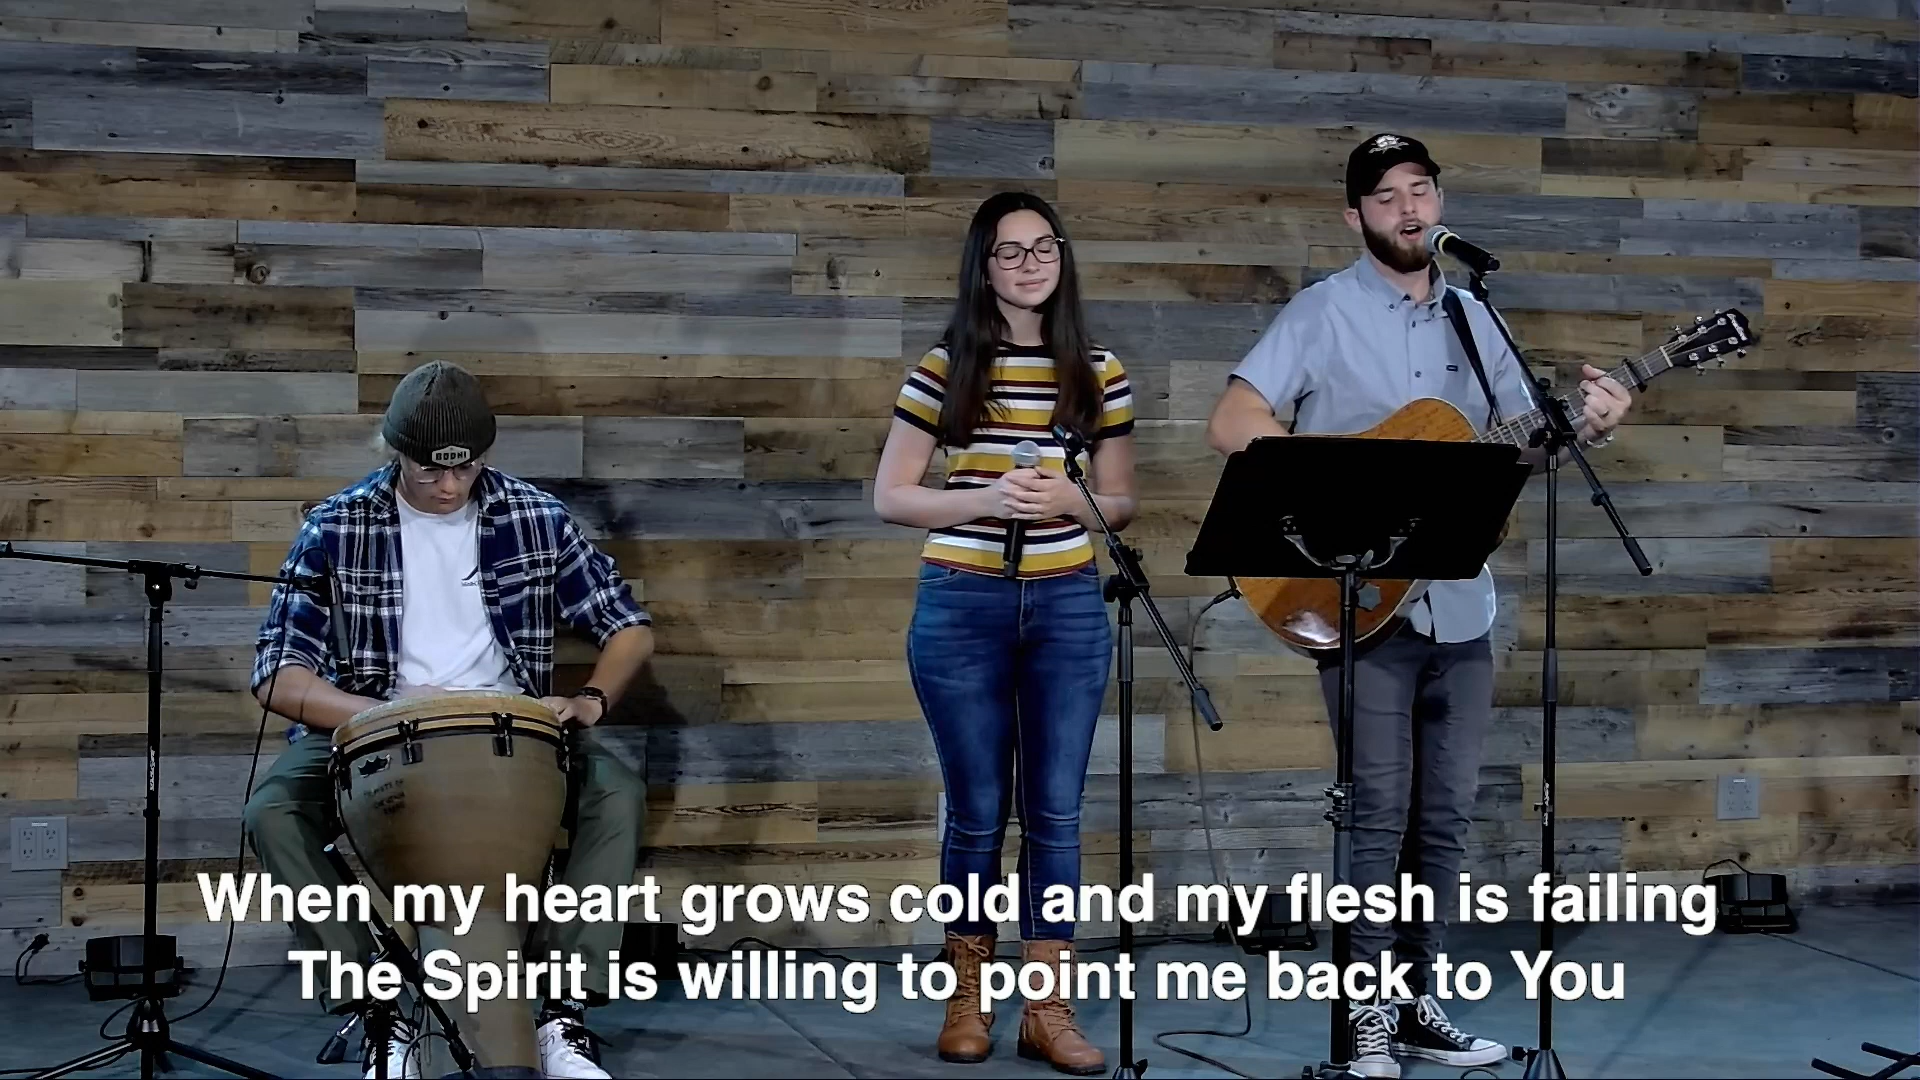 BODHI
When my heart grows cold and my flesh is failing
The Spirit is willing to point me back to You